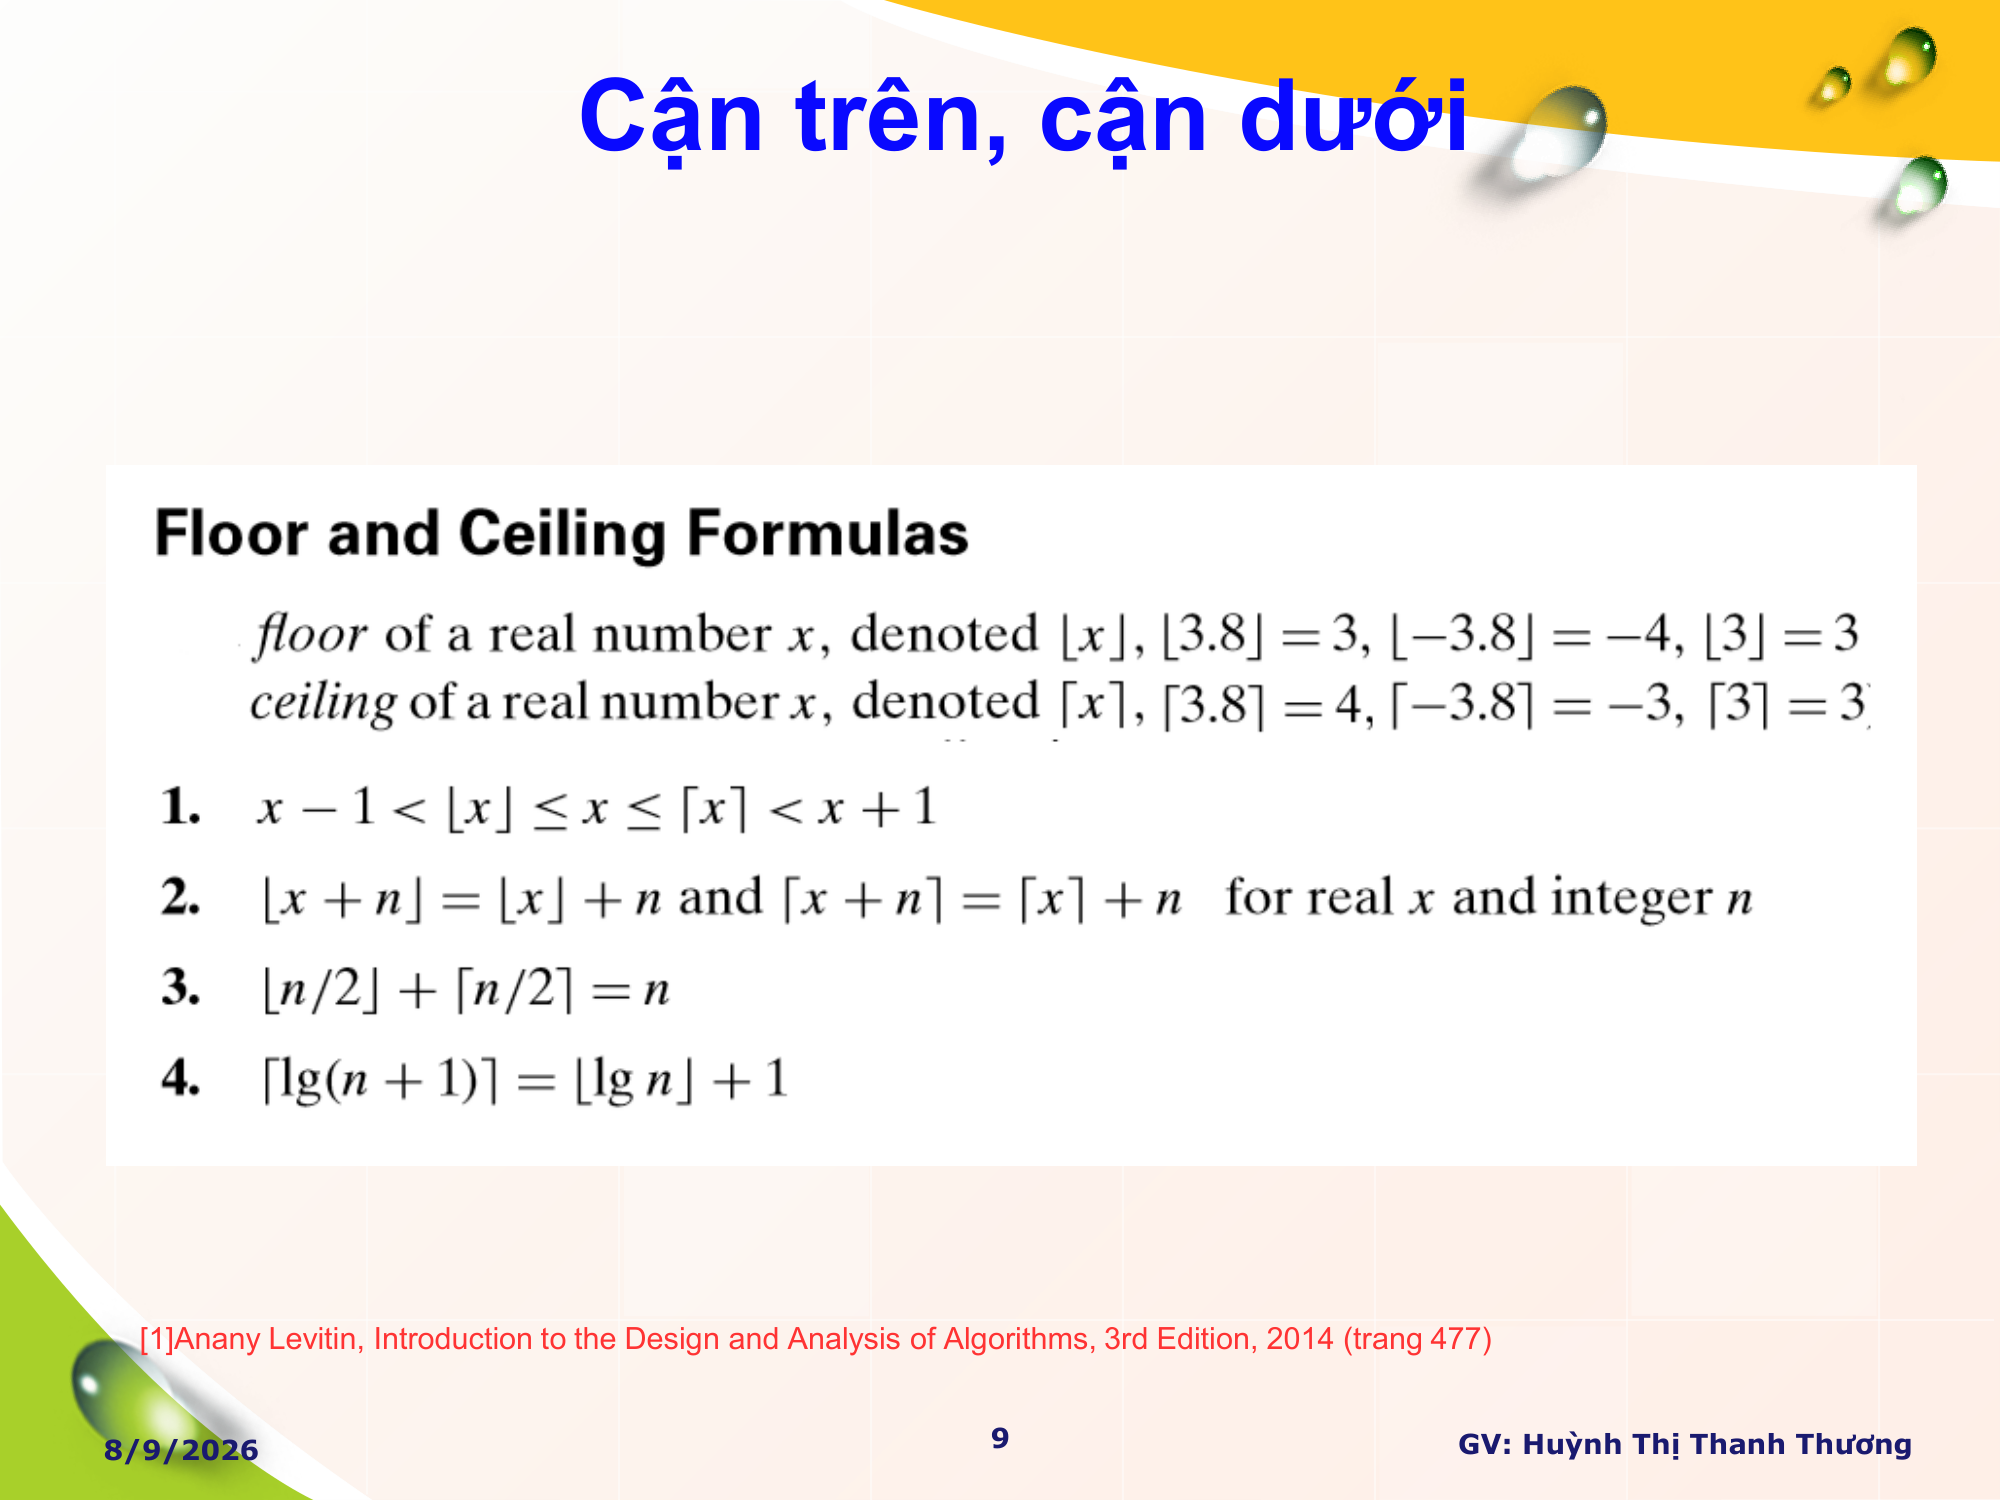 Cận trên, cận dưới
Floor and Ceiling Formulas
floor of a real number x, denoted ⌊x⌋, ⌊3.8⌋ = 3, ⌊−3.8⌋ = −4, ⌊3⌋ = 3
ceiling of a real number x, denoted ⌈x⌉, ⌈3.8⌉ = 4, ⌈−3.8⌉ = −3, ⌈3⌉ = 3
1. x − 1 < ⌊x⌋ ≤ x ≤ ⌈x⌉ < x + 1
2. ⌊x + n⌋ = ⌊x⌋ + n and ⌈x + n⌉ = ⌈x⌉ + n for real x and integer n
3. ⌊n/2⌋ + ⌈n/2⌉ = n
4. ⌈lg(n + 1)⌉ = ⌊lg n⌋ + 1
[1]Anany Levitin, Introduction to the Design and Analysis of Algorithms, 3rd Edition, 2014 (trang 477)
8/9/2026
9
GV: Huỳnh Thị Thanh Thương